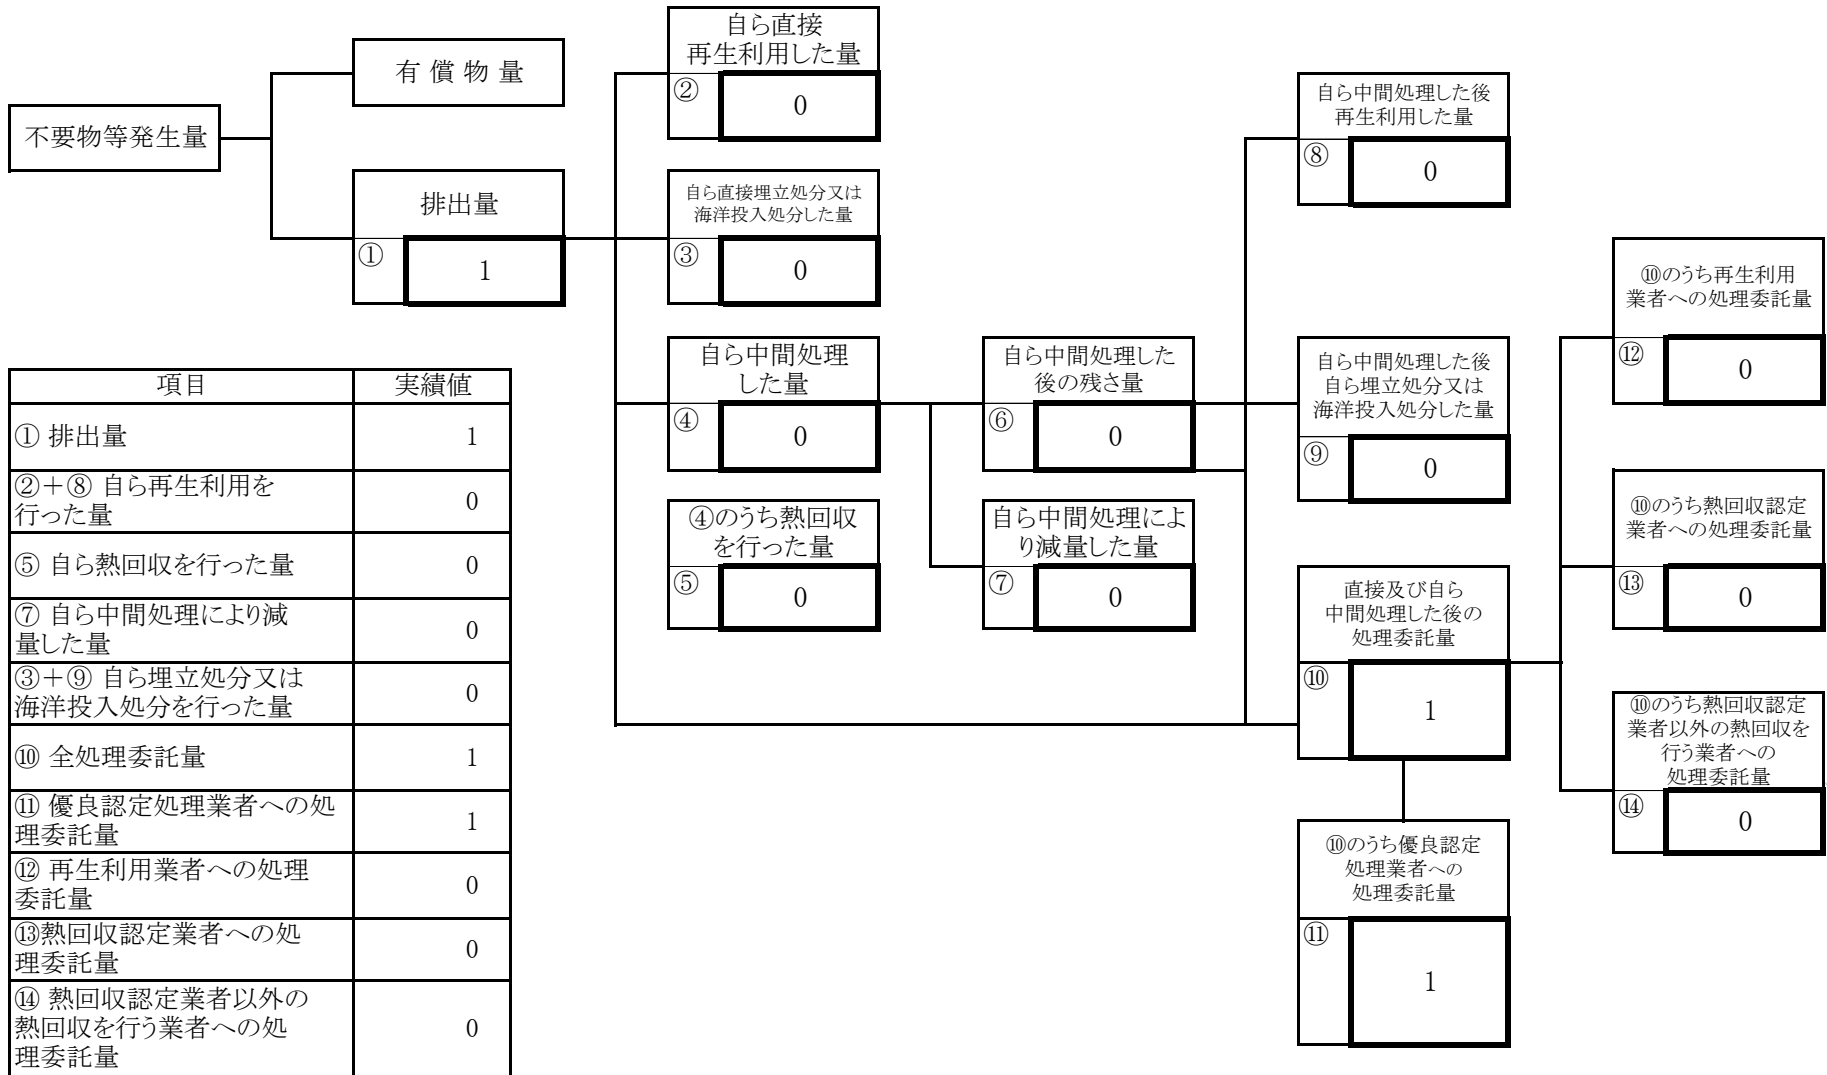 不要物等発生量
有償物量
排出量
①
1
自ら直接
再生利用した量
②
0
自ら直接埋立処分又は
海洋投入処分した量
③
0
自ら中間処理
した量
④
0
④のうち熱回収
を行った量
⑤
0
自ら中間処理した
後の残さ量
⑥
0
自ら中間処理によ
り減量した量
⑦
0
自ら中間処理した後
再生利用した量
⑧
0
自ら中間処理した後
自ら埋立処分又は
海洋投入処分した量
⑨
0
直接及び自ら
中間処理した後の
処理委託量
⑩
1
⑩のうち優良認定
処理業者への
処理委託量
⑪
1
⑩のうち再生利用
業者への処理委託量
⑫
0
⑩のうち熱回収認定
業者への処理委託量
⑬
0
⑩のうち熱回収認定
業者以外の熱回収を
行う業者への
処理委託量
⑭
0
項目 実績値
① 排出量 1
②+⑧ 自ら再生利用を
行った量 0
⑤ 自ら熱回収を行った量 0
⑦ 自ら中間処理により減
量した量 0
③+⑨ 自ら埋立処分又は
海洋投入処分を行った量 0
⑩ 全処理委託量 1
⑪ 優良認定処理業者への処
理委託量 1
⑫ 再生利用業者への処理
委託量 0
⑬熱回収認定業者への処
理委託量 0
⑭ 熱回収認定業者以外の
熱回収を行う業者への処 0
理委託量